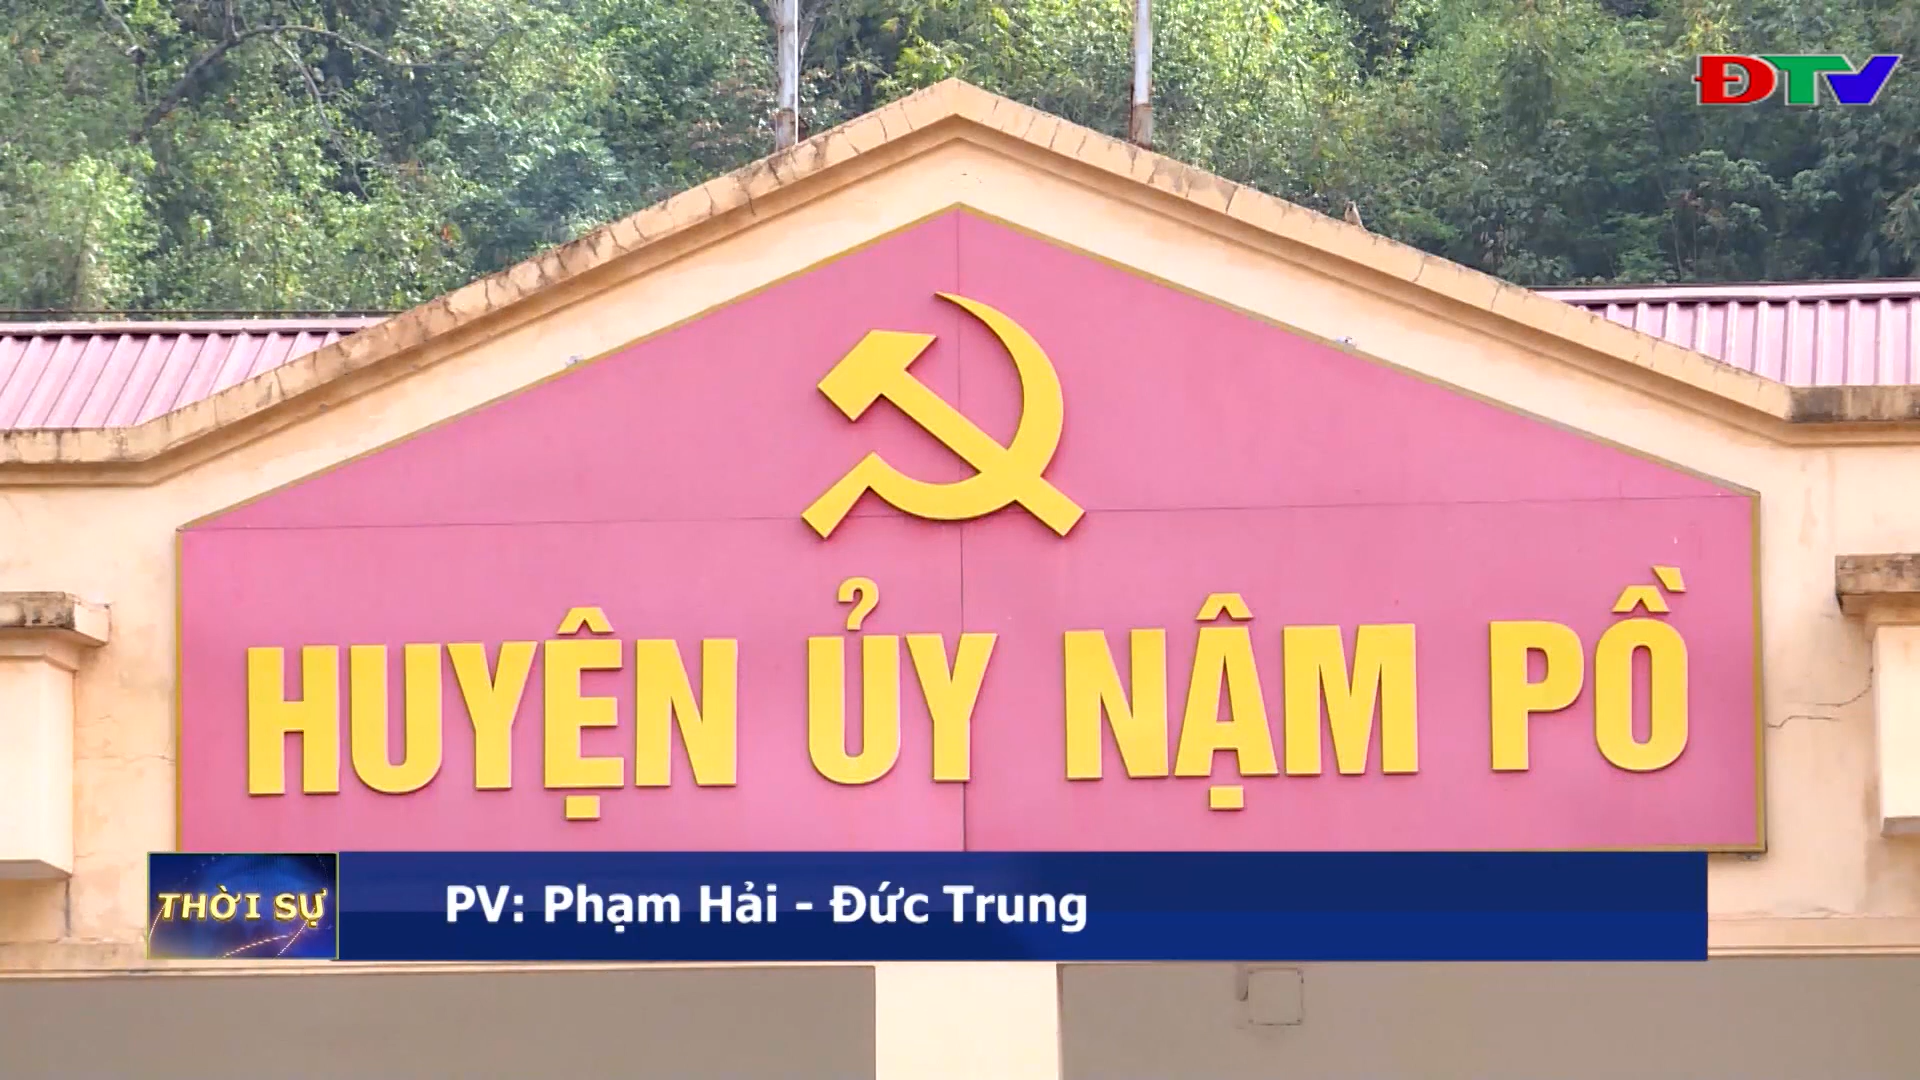 ĐTV
HUYỆN ỦY NẬM PỒ
THỜI SỰ
PV: Phạm Hải - Đức Trung